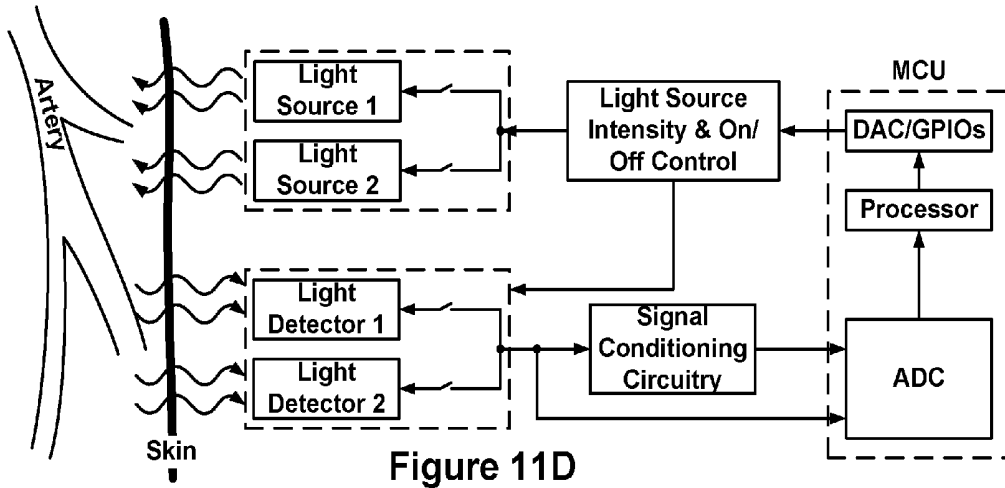 Artery
Light
Source 1
Light
Source 2
Light Source
Intensity & On/
Off Control
MCU
DAC/GPIOs
Processor
Light
Detector 1
Light
Detector 2
Signal
Conditioning
Circuitry
ADC
Skin
Figure 11D